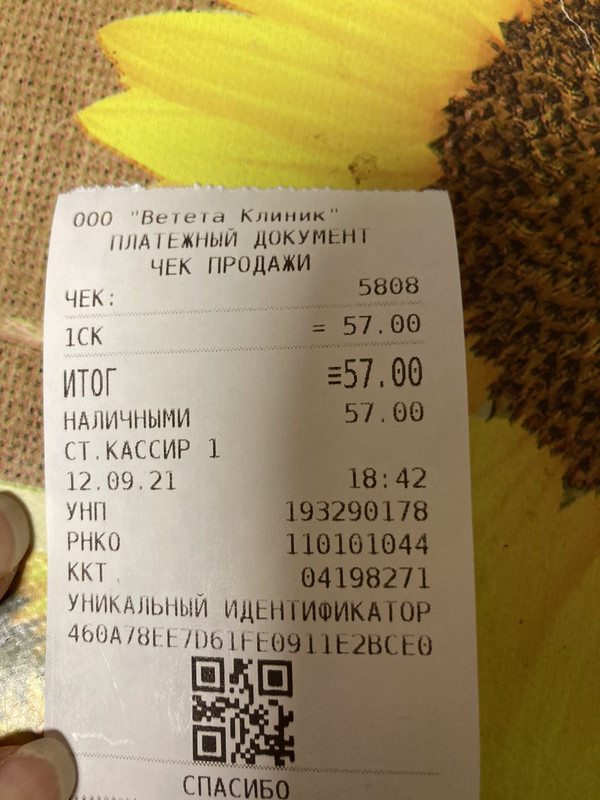 ООО "Ветета Клиник"
ПЛАТЕЖНЫЙ ДОКУМЕНТ
ЧЕК ПРОДАЖИ
ЧЕК: 5808
1СК = 57.00
ИТОГ ≡57.00
НАЛИЧНЫМИ 57.00
СТ.КАССИР 1
12.09.21 18:42
УНП 193290178
РНКО 110101044
ККТ 04198271
УНИКАЛЬНЫЙ ИДЕНТИФИКАТОР
460A78EE7D61FE0911E2BCE0
СПАСИБО